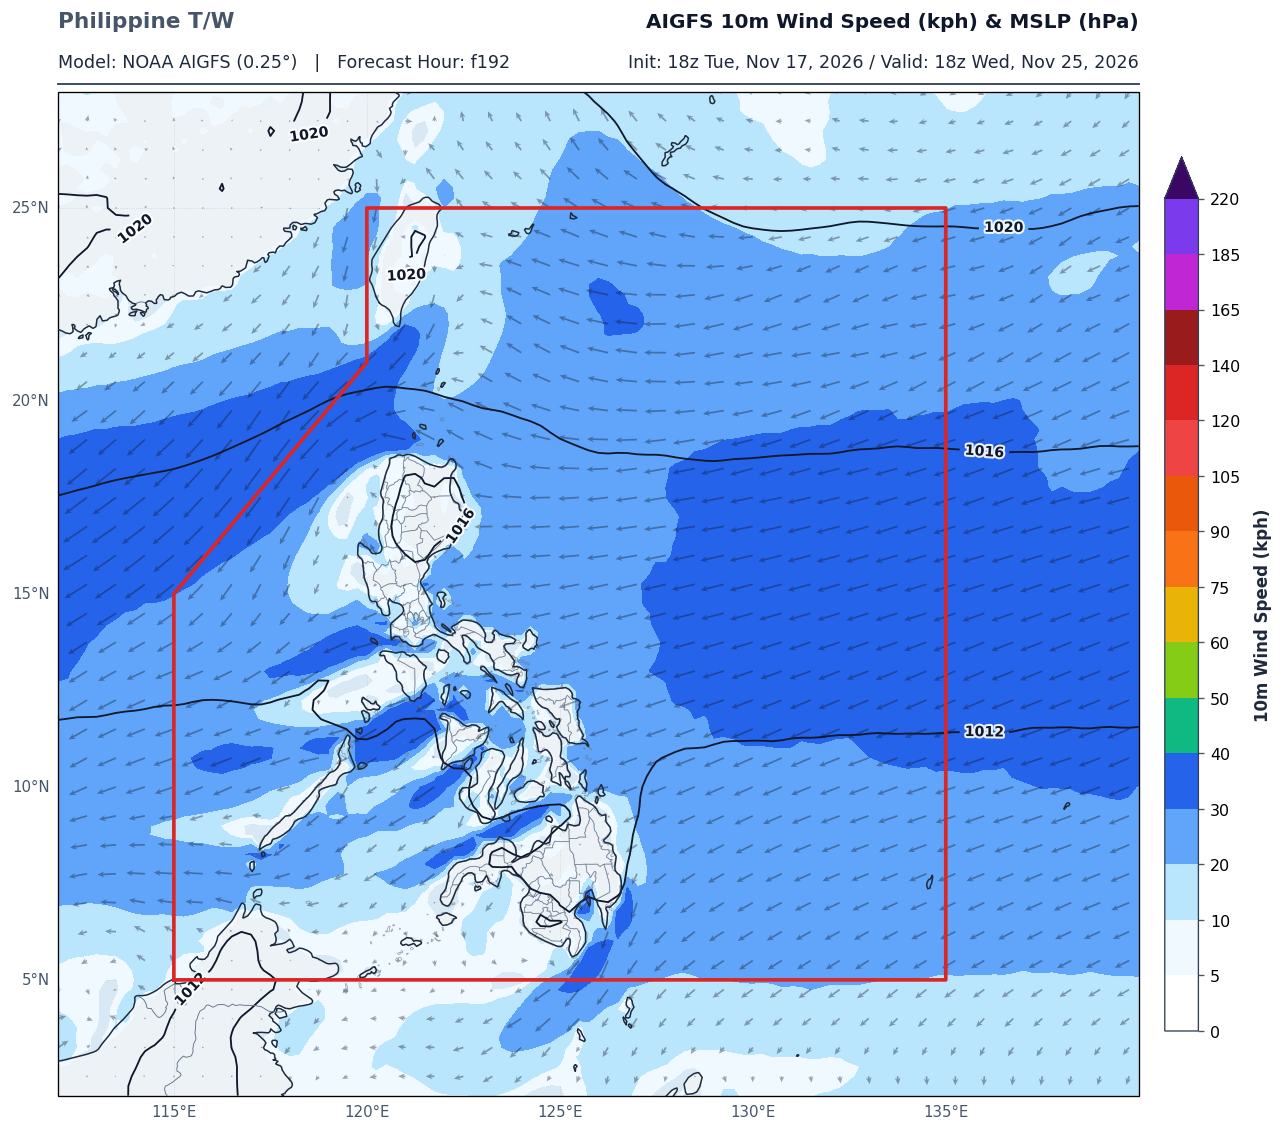 Philippine T/W
AIGFS 10m Wind Speed (kph) & MSLP (hPa)
Model: NOAA AIGFS (0.25°) | Forecast Hour: f192
Init: 18z Tue, Nov 17, 2026 / Valid: 18z Wed, Nov 25, 2026
1020
1020
1020
1020
1016
1016
1012
1012
25°N
20°N
15°N
10°N
5°N
115°E
120°E
125°E
130°E
135°E
220
185
165
140
120
105
90
75
60
50
40
30
20
10
5
0
10m Wind Speed (kph)